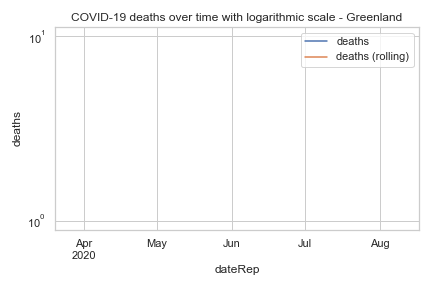 COVID-19 deaths over time with logarithmic scale - Greenland
10¹
deaths
deaths (rolling)
deaths
10⁰
Apr May Jun Jul Aug
2020
dateRep